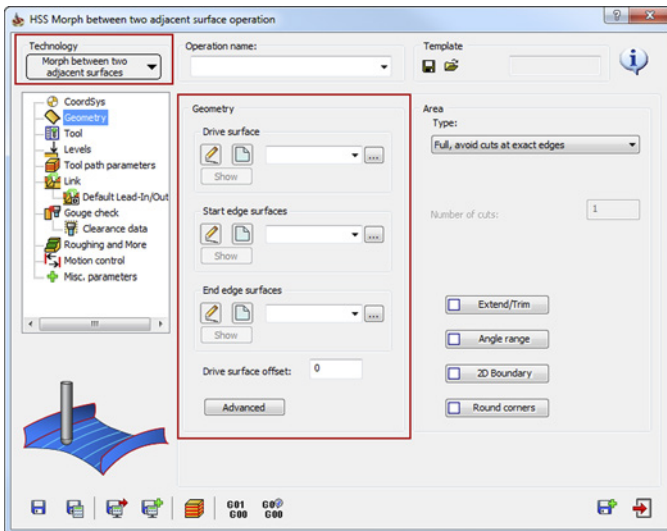 HSS Morph between two adjacent surface operation
Technology
Morph between two
adjacent surfaces
Operation name:
Template
CoordSys
Geometry
Tool
Levels
Tool path parameters
Link
Default Lead-In/Out
Gouge check
Clearance data
Roughing and More
Motion control
Misc. parameters
Geometry
Drive surface
...
Show
Start edge surfaces
...
Show
End edge surfaces
...
Show
Drive surface offset: 0
Advanced
Area
Type:
Full, avoid cuts at exact edges
Number of cuts: 1
Extend/Trim
Angle range
2D Boundary
Round corners
G01
G00
G0
G00